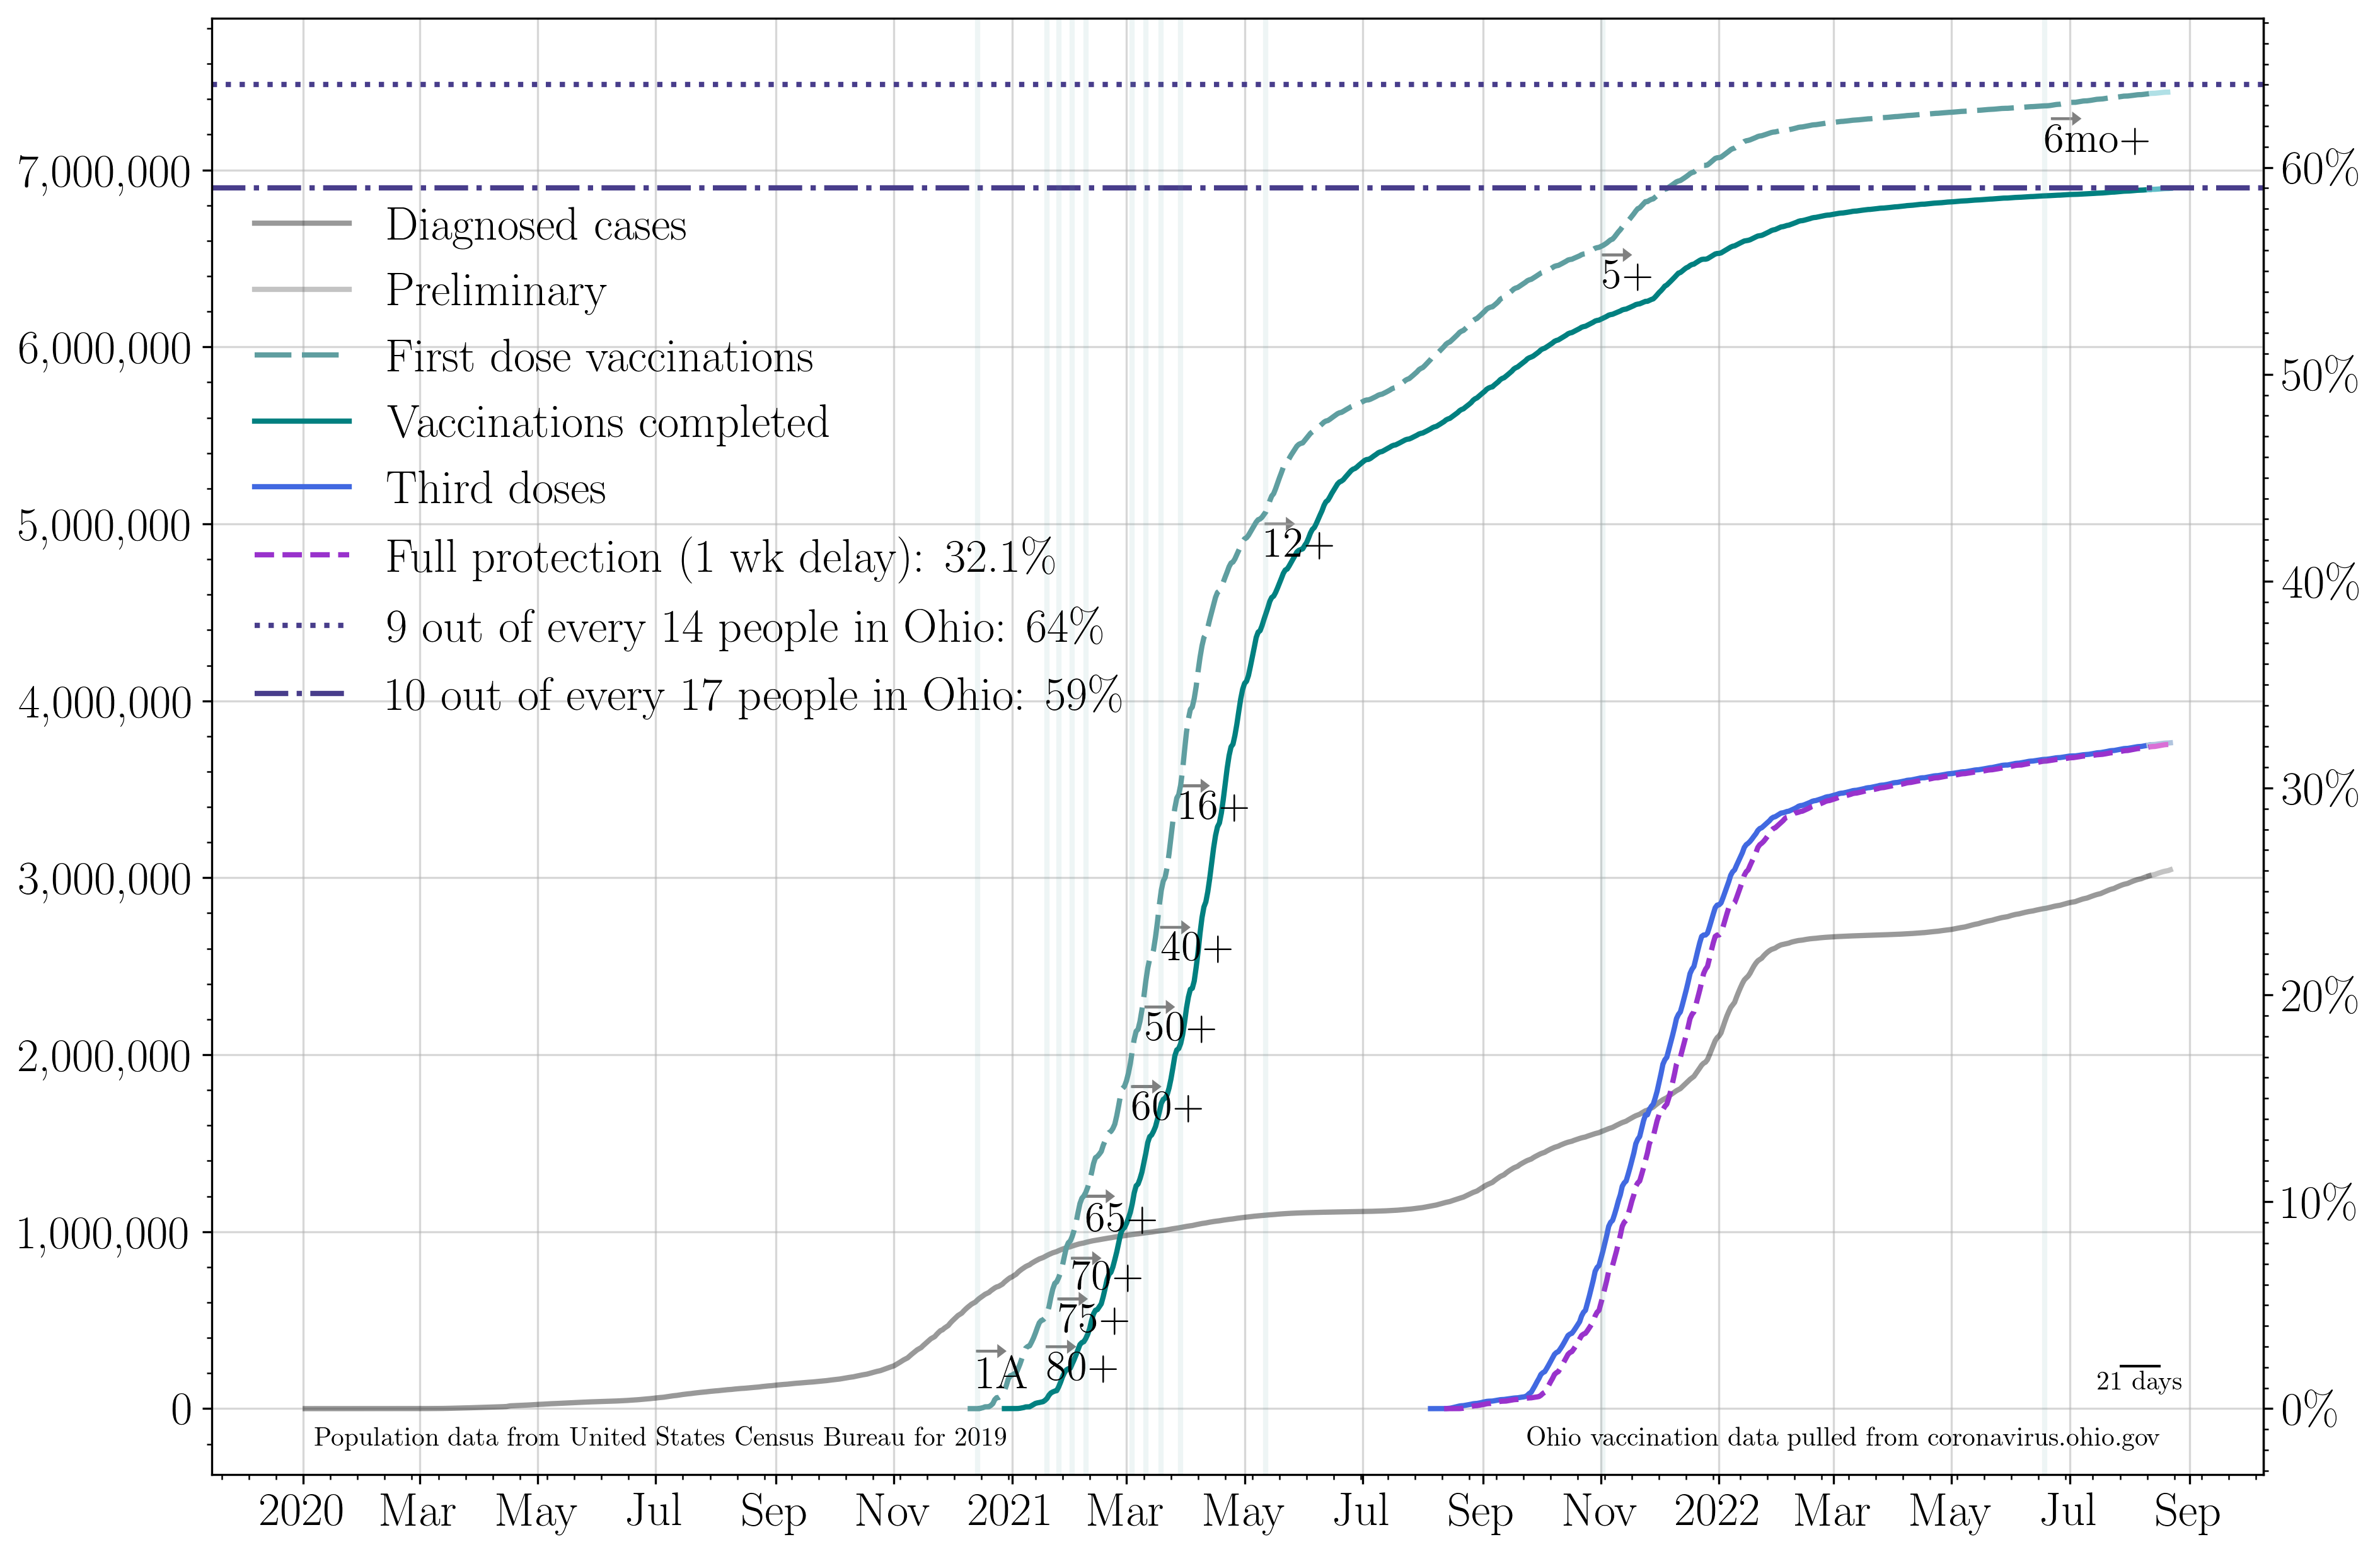 7,000,000
6,000,000
5,000,000
4,000,000
3,000,000
2,000,000
1,000,000
0
Diagnosed cases
Preliminary
First dose vaccinations
Vaccinations completed
Third doses
Full protection (1 wk delay): 32.1%
9 out of every 14 people in Ohio: 64%
10 out of every 17 people in Ohio: 59%
6mo+
5+
12+
16+
40+
50+
60+
65+
70+
75+
80+
1A
60%
50%
40%
30%
20%
10%
0%
21 days
Population data from United States Census Bureau for 2019
Ohio vaccination data pulled from coronavirus.ohio.gov
2020 Mar May Jul Sep Nov 2021 Mar May Jul Sep Nov 2022 Mar May Jul Sep